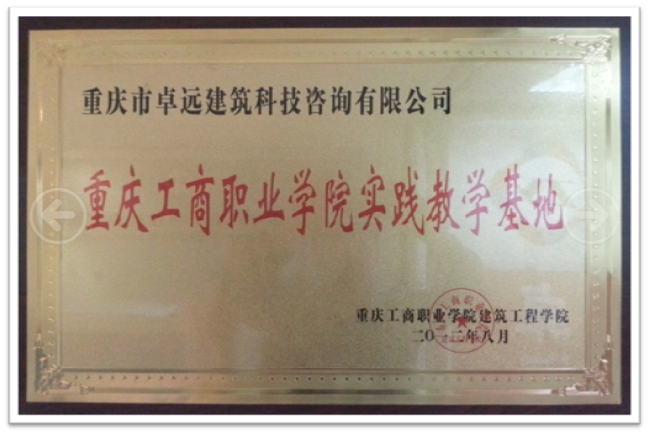 重庆市卓远建筑科技咨询有限公司
重庆工商职业学院实践教学基地
重庆工商职业学院建筑工程学院
二〇一二年八月